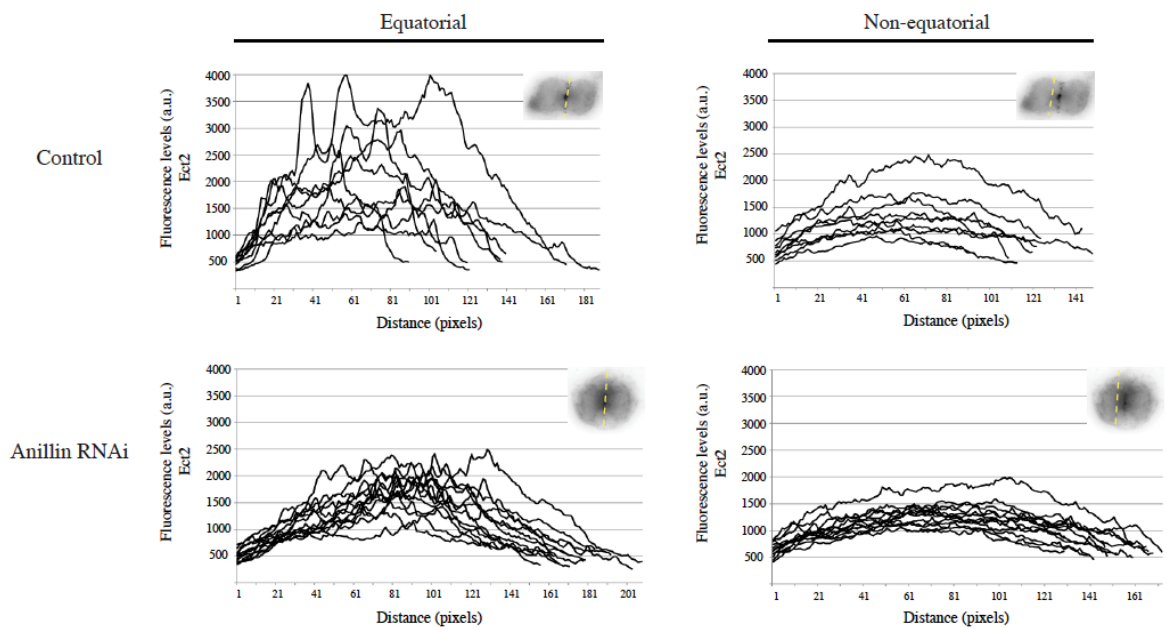 Equatorial
Non-equatorial
Control
Fluorescence levels (a.u.)
Ect2
4000
3500
3000
2500
2000
1500
1000
500
1 21 41 61 81 101 121 141 161 181
Distance (pixels)
Fluorescence levels (a.u.)
Ect2
4000
3500
3000
2500
2000
1500
1000
500
1 21 41 61 81 101 121 141
Distance (pixels)
Anillin RNAi
Fluorescence levels (a.u.)
Ect2
4000
3500
3000
2500
2000
1500
1000
500
1 21 41 61 81 101 121 141 161 181 201
Distance (pixels)
Fluorescence levels (a.u.)
Ect2
4000
3500
3000
2500
2000
1500
1000
500
1 21 41 61 81 101 121 141 161
Distance (pixels)